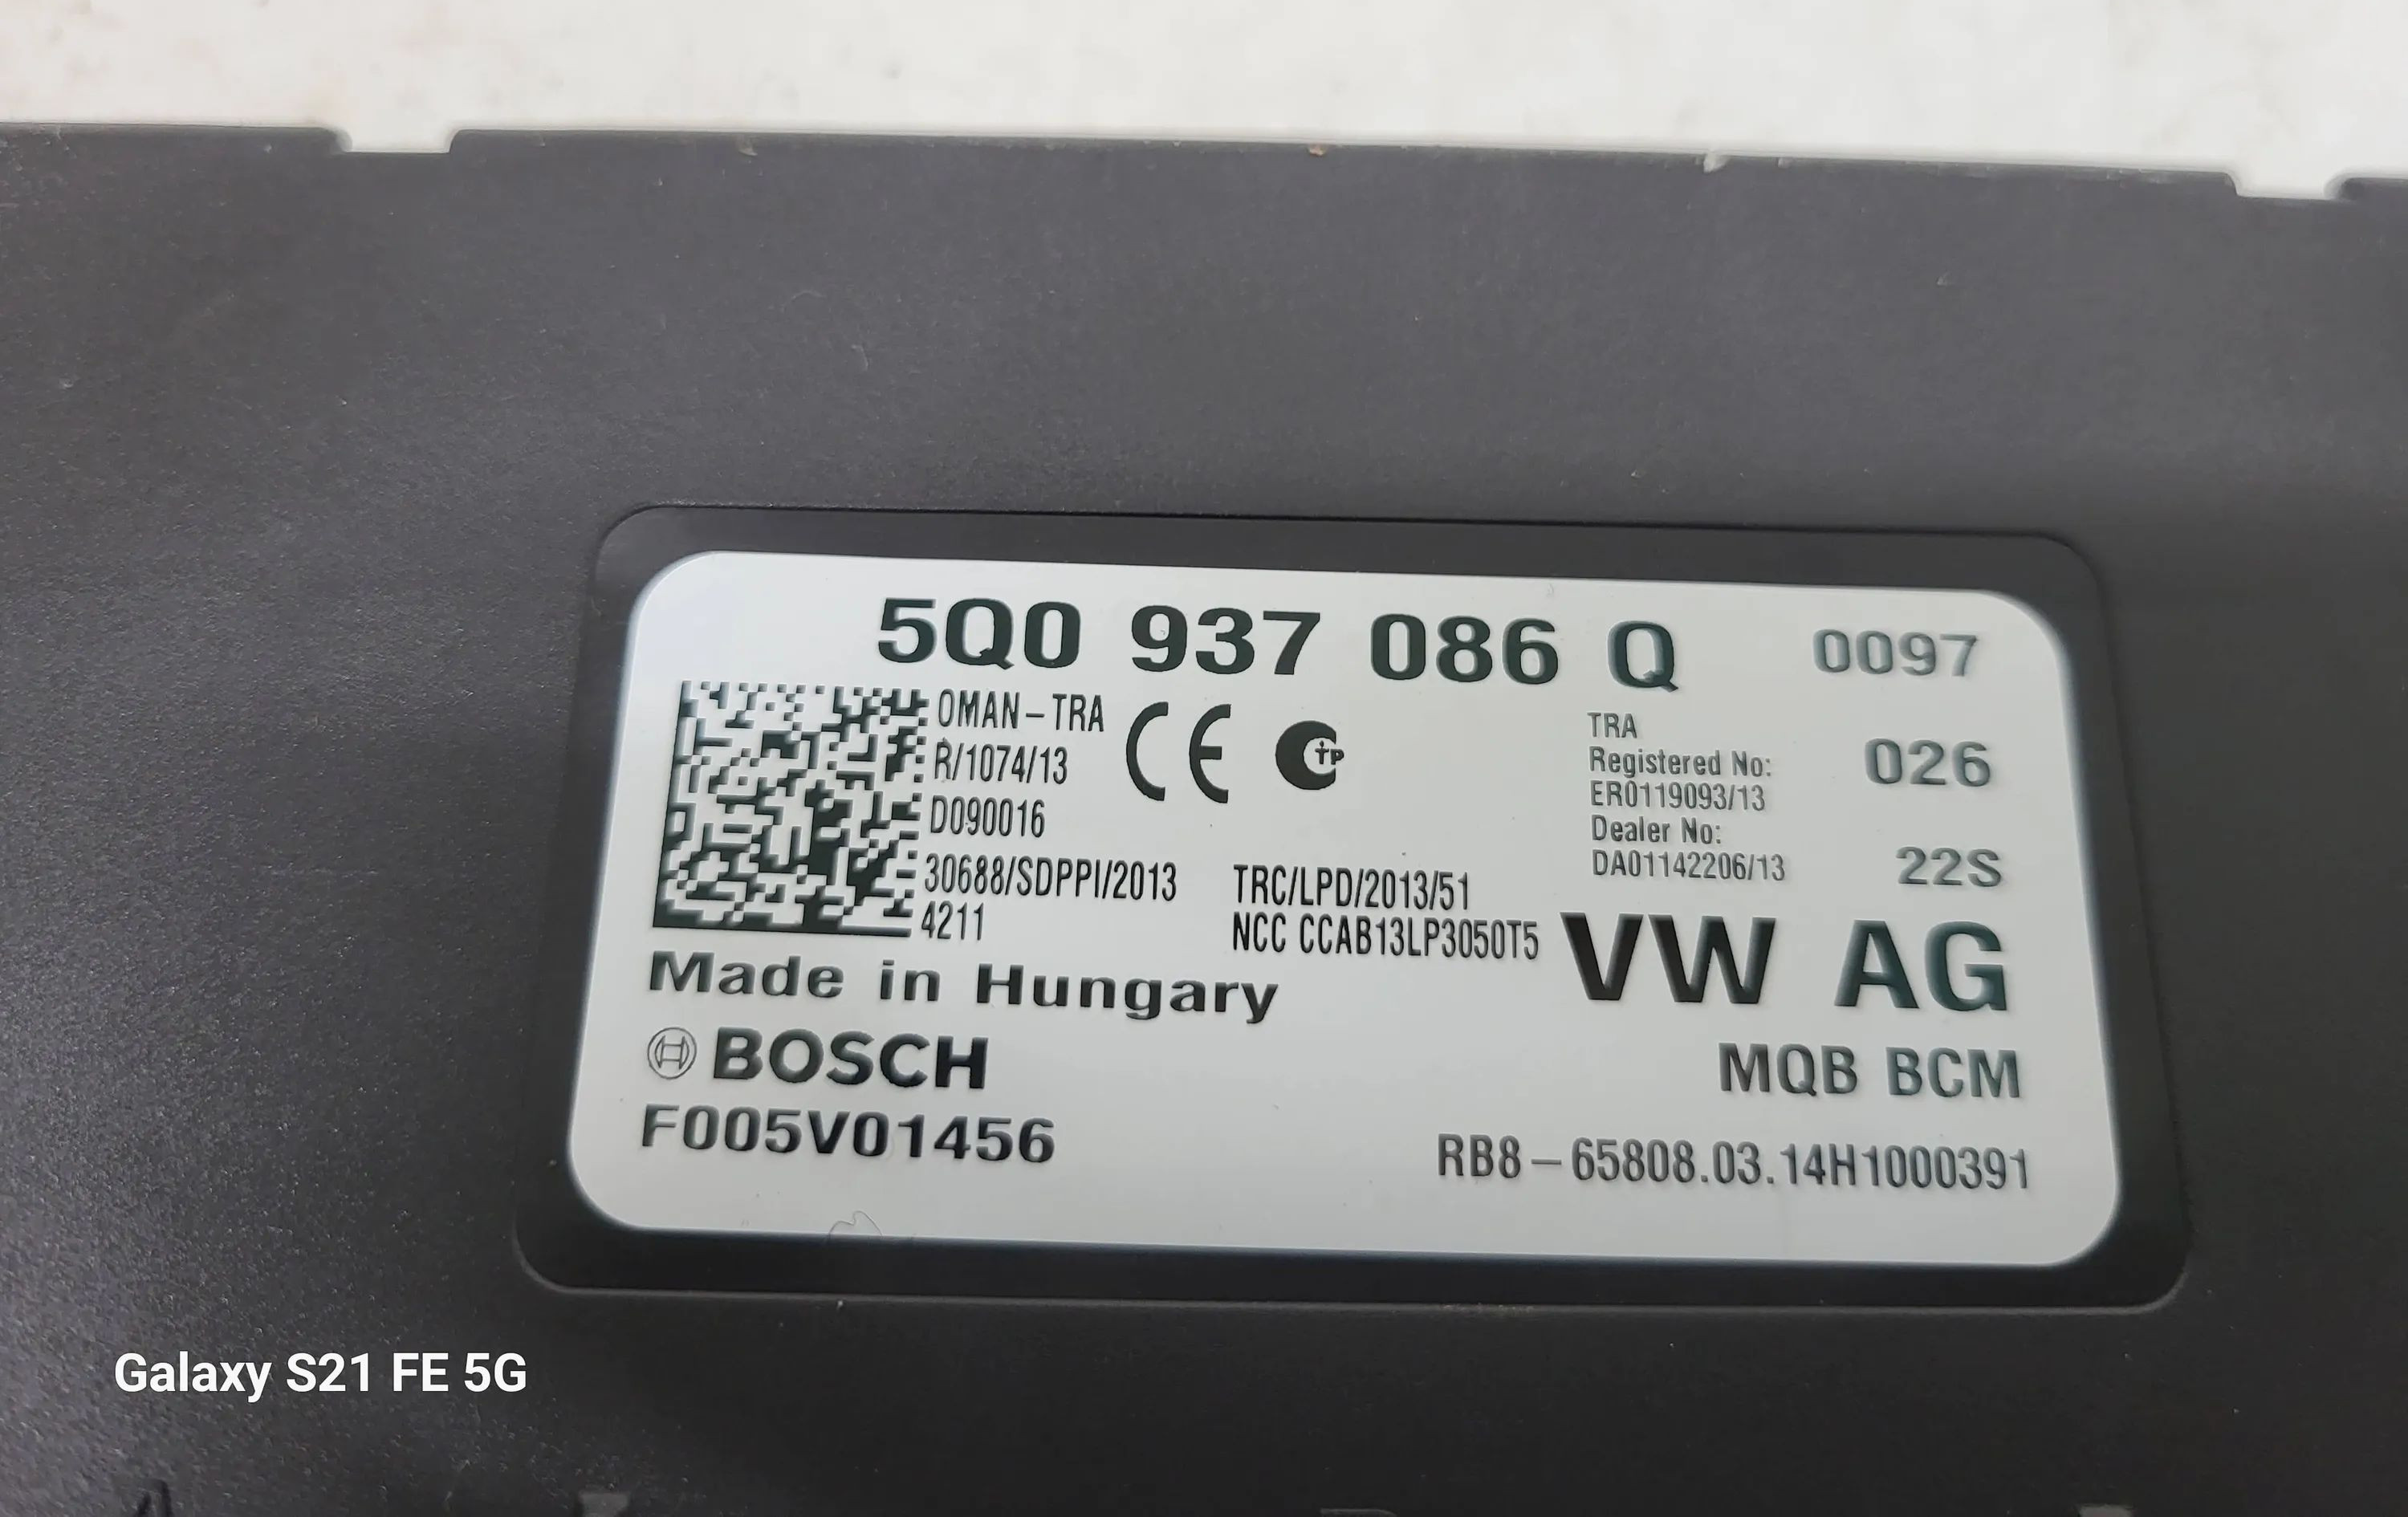 5Q0 937 086 Q 0097
OMAN-TRA
R/1074/13
D090016
30688/SDPPI/2013
4211
CE
TP
TRC/LPD/2013/51
NCC CCAB13LP3050T5
TRA
Registered No:
ER0119093/13
Dealer No:
DA01142206/13
026
22S
VW AG
MQB BCM
Made in Hungary
BOSCH
F005V01456
RB8-65808.03.14H1000391
Galaxy S21 FE 5G